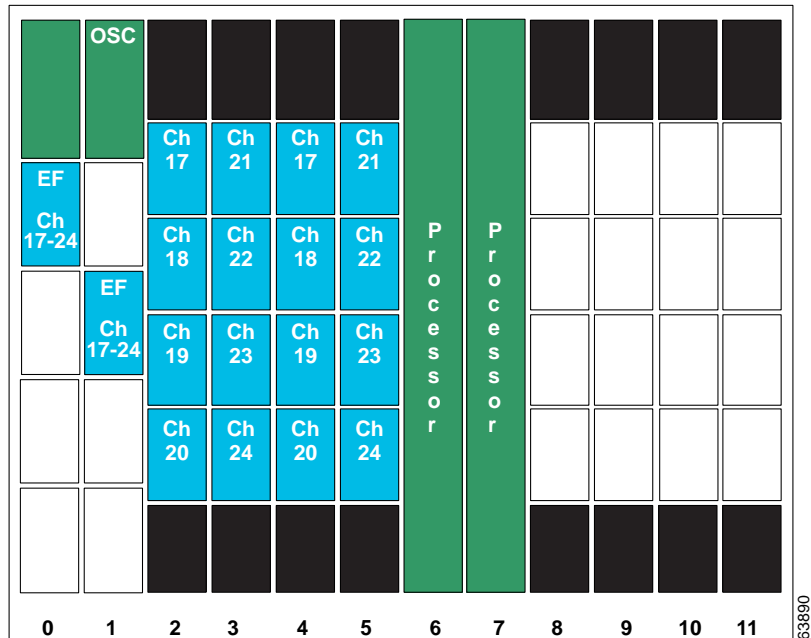 OSC
Ch
17
Ch
21
Ch
17
Ch
21
EF
Ch
17-24
Ch
18
Ch
22
Ch
18
Ch
22
EF
Ch
17-24
Ch
19
Ch
23
Ch
19
Ch
23
Ch
20
Ch
24
Ch
20
Ch
24
Processor
Processor
0 1 2 3 4 5 6 7 8 9 10 11
63890